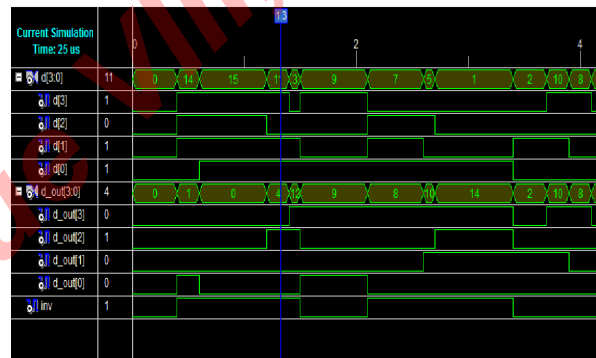 1.3
Current Simulation
Time: 25 us
0 2 4
d[3:0] 11 0 14 15 11 3 9 7 5 1 2 10 8
d[3] 1
d[2] 0
d[1] 1
d[0] 1
d_out[3:0] 4 0 1 0 4 12 9 8 10 14 2 10 8
d_out[3] 0
d_out[2] 1
d_out[1] 0
d_out[0] 0
inv 1